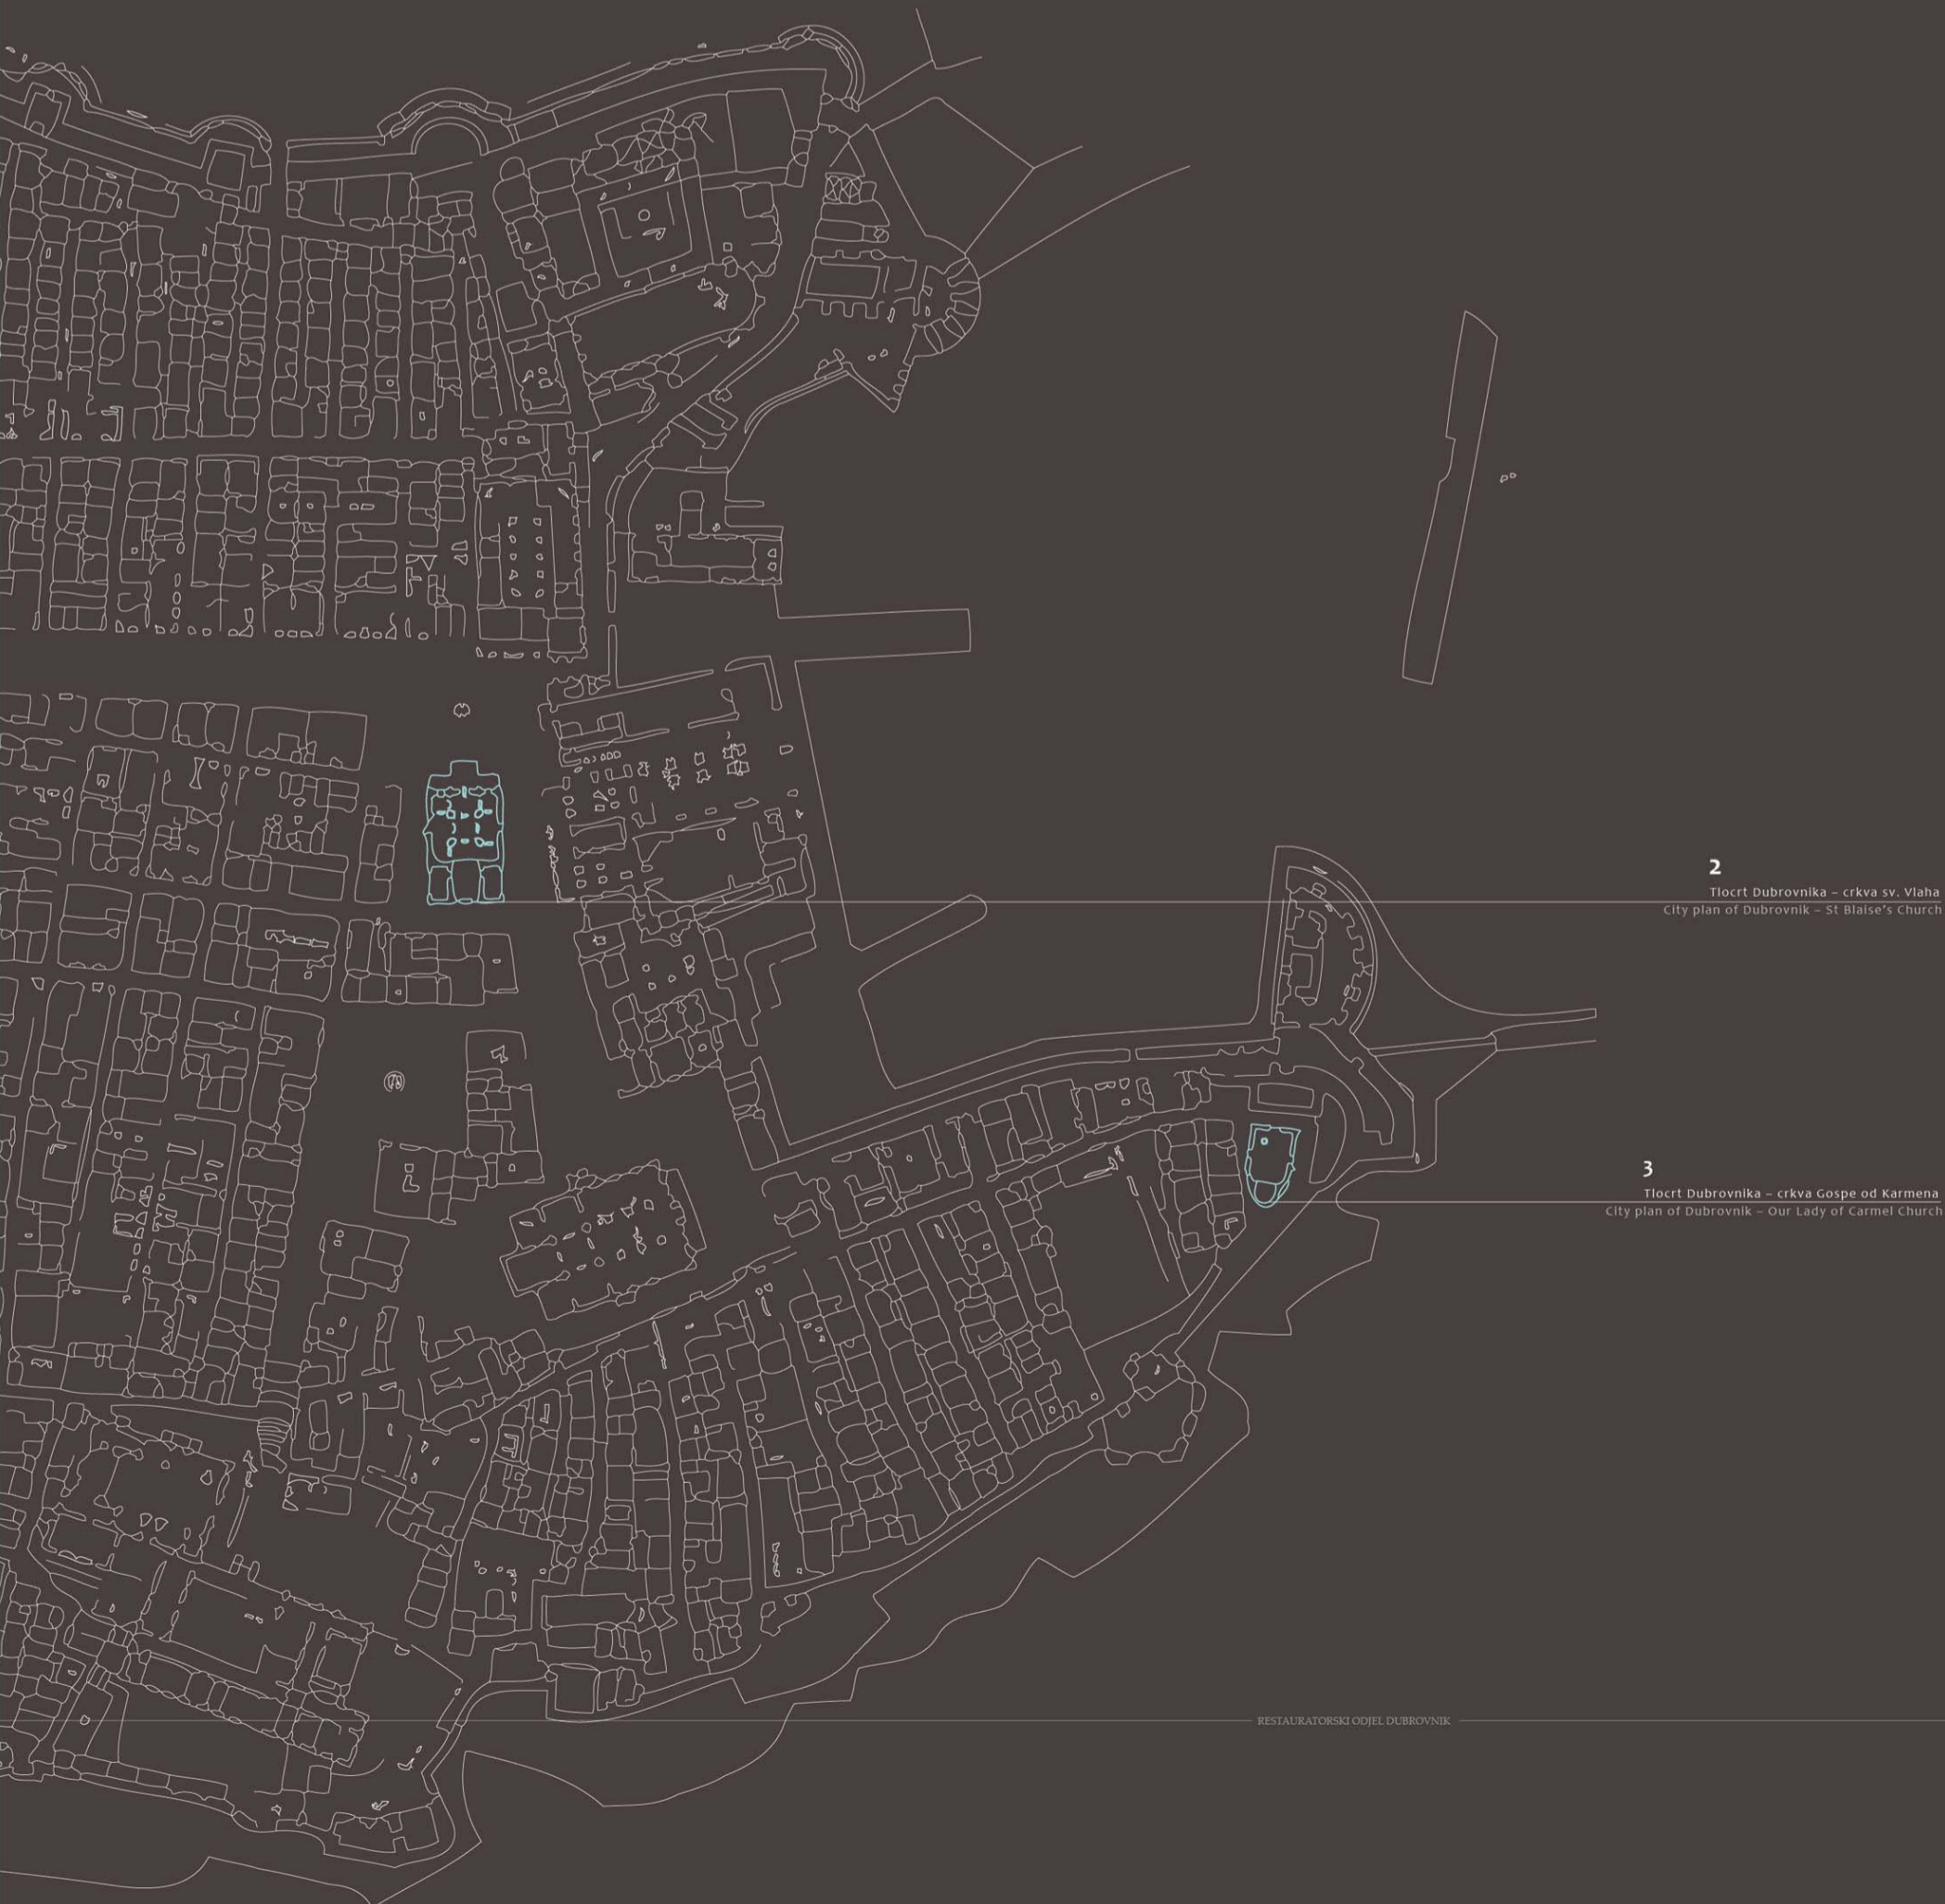 2
Tlocrt Dubrovnika – crkva sv. Vlaha
City plan of Dubrovnik – St Blaise's Church
3
Tlocrt Dubrovnika – crkva Gospe od Karmena
City plan of Dubrovnik – Our Lady of Carmel Church
RESTAURATORSKI ODJEL DUBROVNIK